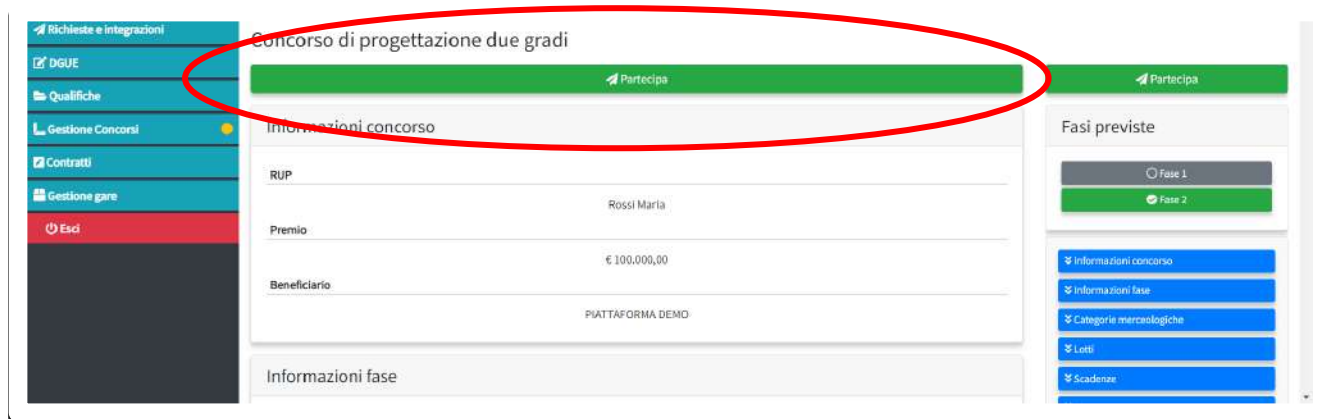 Richieste e integrazioni
DGUE
Qualifiche
Gestione Concorsi
Contratti
Gestione gare
Esci
Concorso di progettazione due gradi
Partecipa
Informazioni concorso
RUP
Rossi Maria
Premio
€ 100.000,00
Beneficiario
PIATTAFORMA DEMO
Informazioni fase
Partecipa
Fasi previste
Fase 1
Fase 2
Informazioni concorso
Informazioni fase
Categorie merceologiche
Lotti
Scadenze